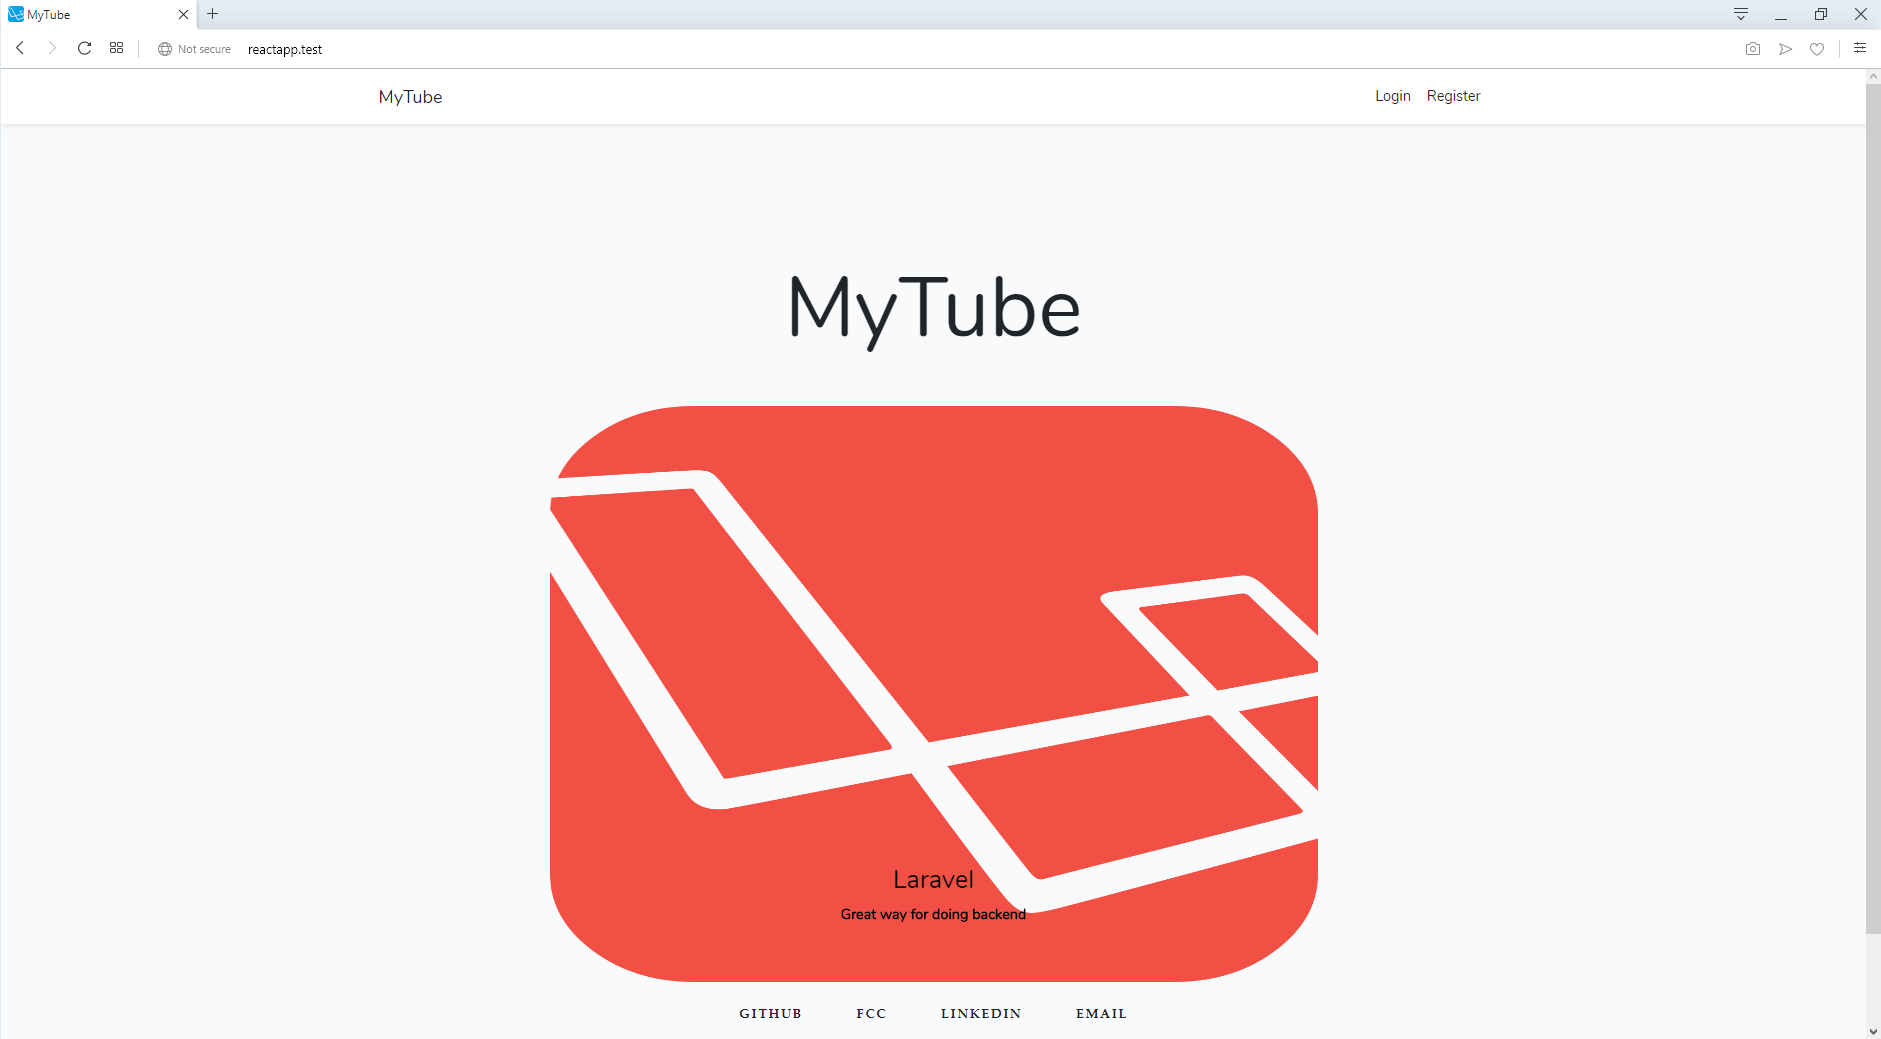 MyTube
Not secure reactapp.test
MyTube Login Register
MyTube
Laravel
Great way for doing backend
GITHUB FCC LINKEDIN EMAIL